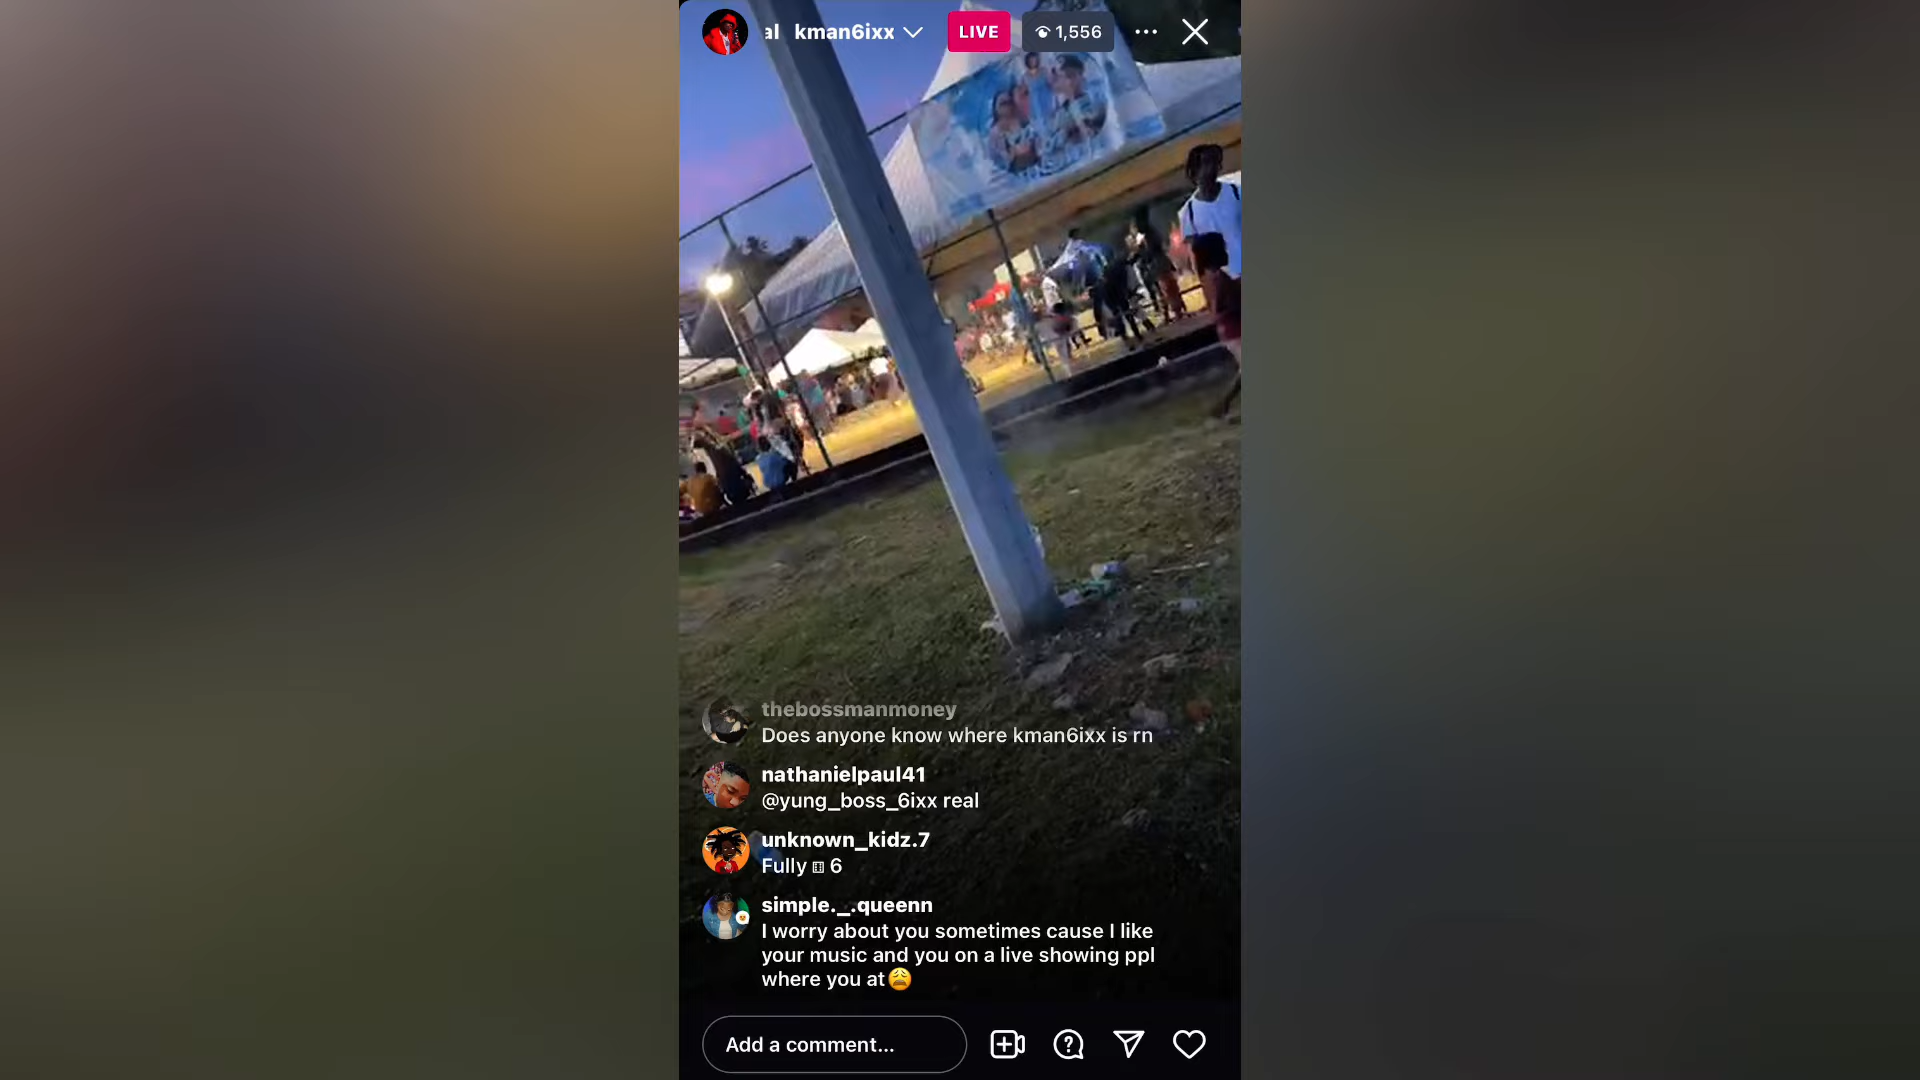 al kman6ixx LIVE 1,556
thebossmanmoney
Does anyone know where kman6ixx is rn
nathanielpaul41
@yung_boss_6ixx real
unknown_kidz.7
Fully 6
simple._.queenn
I worry about you sometimes cause I like
your music and you on a live showing ppl
where you at😩
Add a comment...